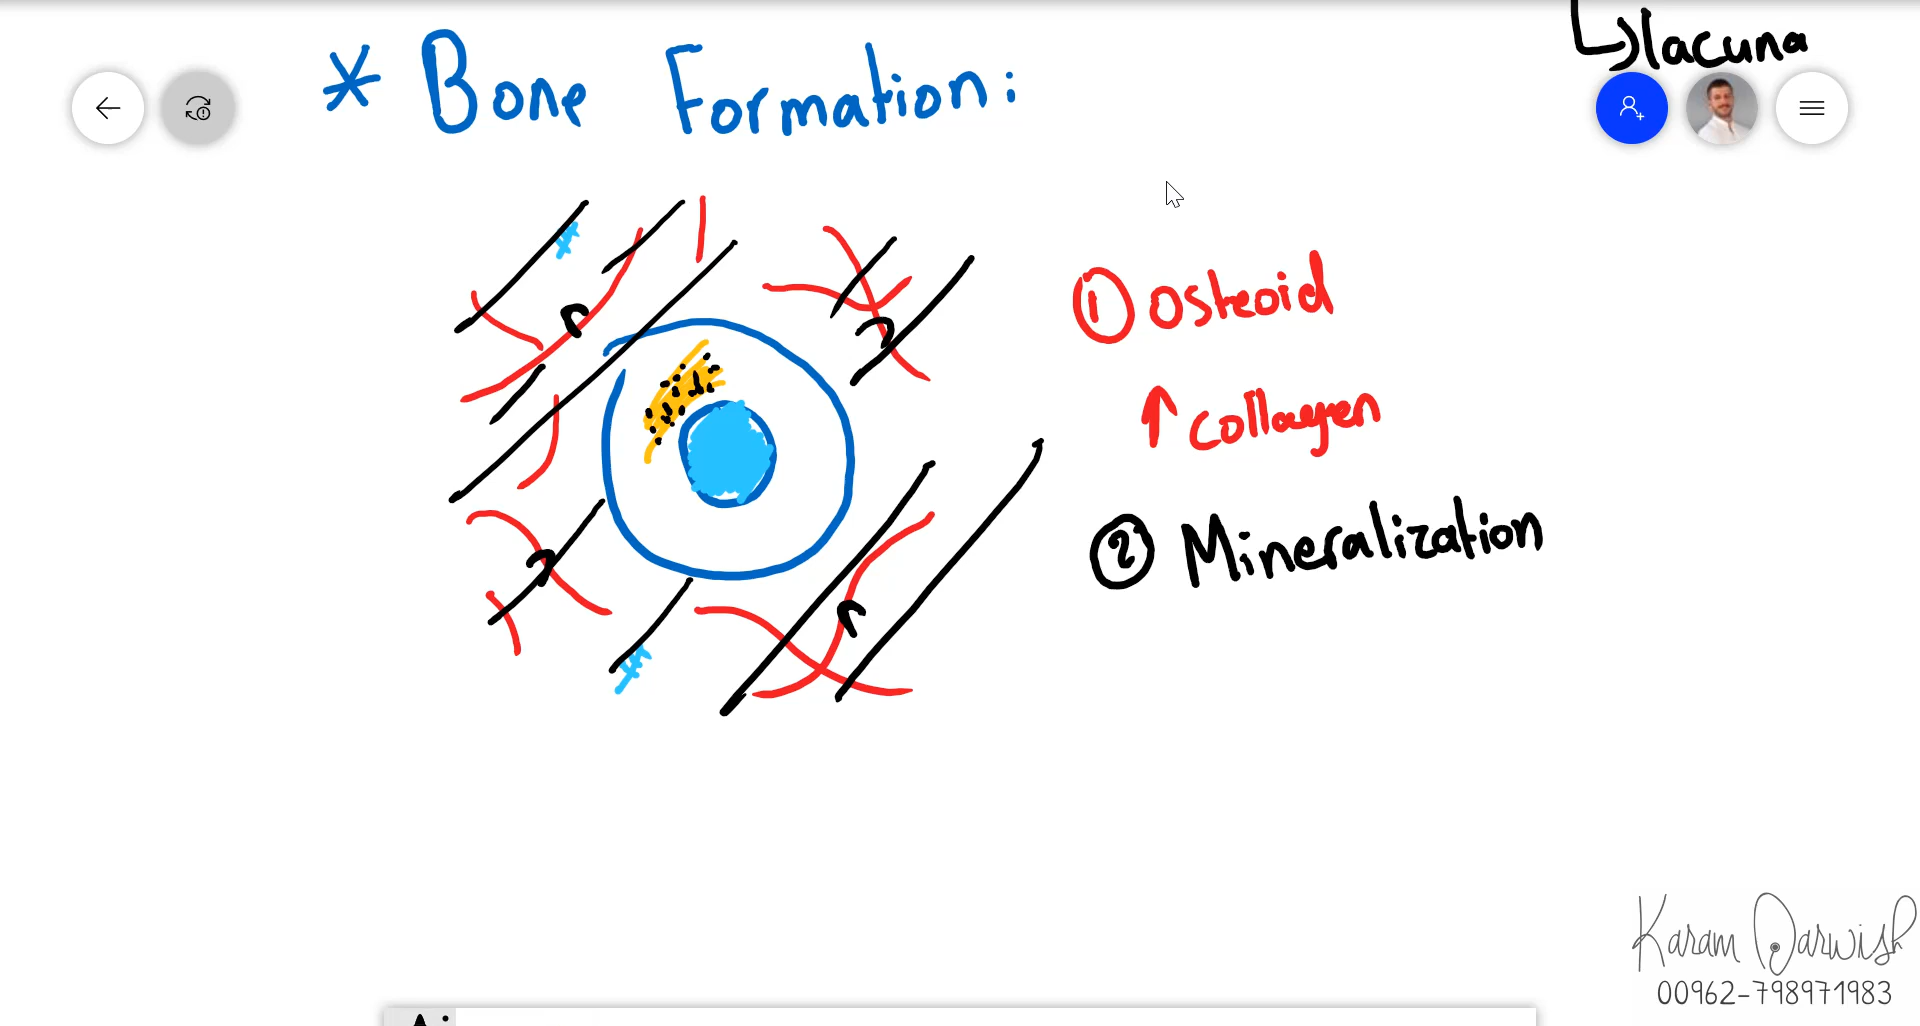 lacuna
* Bone Formation:
① Osteoid
↑ collagen
② Mineralization
Karam Darwish
00962-798971983